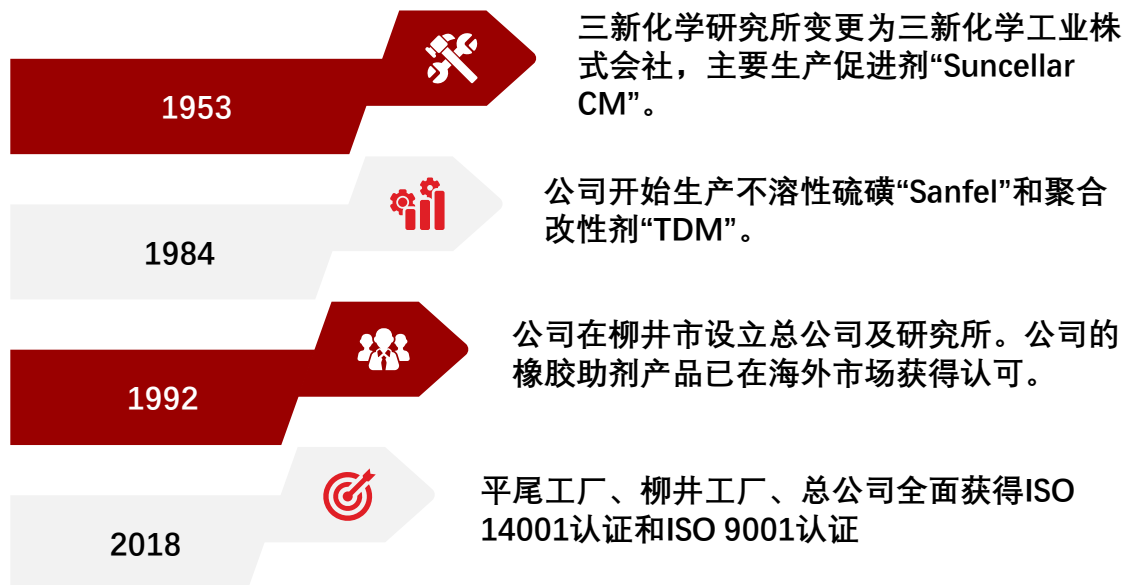 1953
三新化学研究所变更为三新化学工业株
式会社，主要生产促进剂“Suncellar
CM”。
1984
公司开始生产不溶性硫磺“Sanfel”和聚合
改性剂“TDM”。
1992
公司在柳井市设立总公司及研究所。公司的
橡胶助剂产品已在海外市场获得认可。
2018
平尾工厂、柳井工厂、总公司全面获得ISO
14001认证和ISO 9001认证